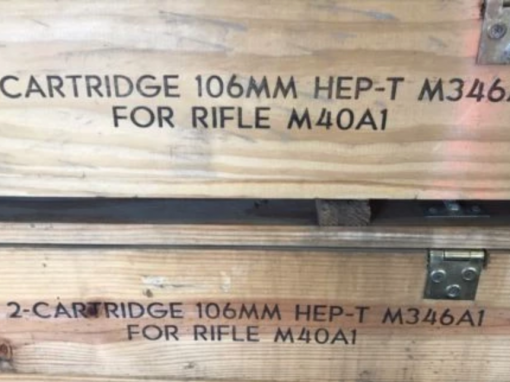 CARTRIDGE 106MM HEP-T M346A
FOR RIFLE M40A1
2-CARTRIDGE 106MM HEP-T M346A1
FOR RIFLE M40A1